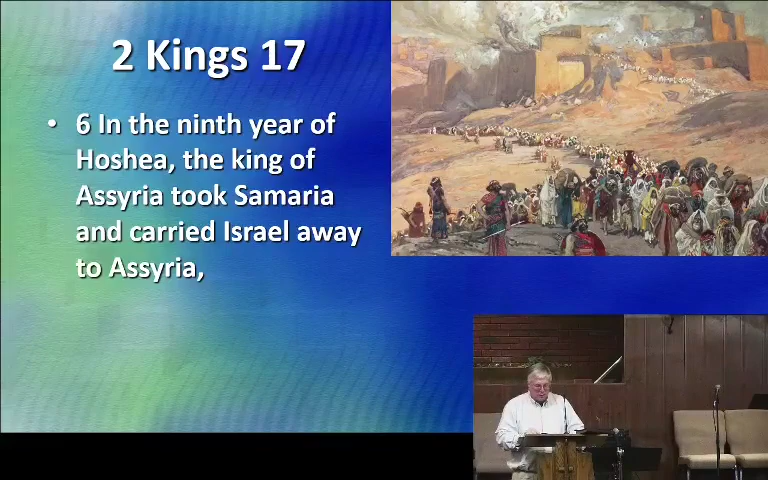 2 Kings 17
• 6 In the ninth year of
Hoshea, the king of
Assyria took Samaria
and carried Israel away
to Assyria,